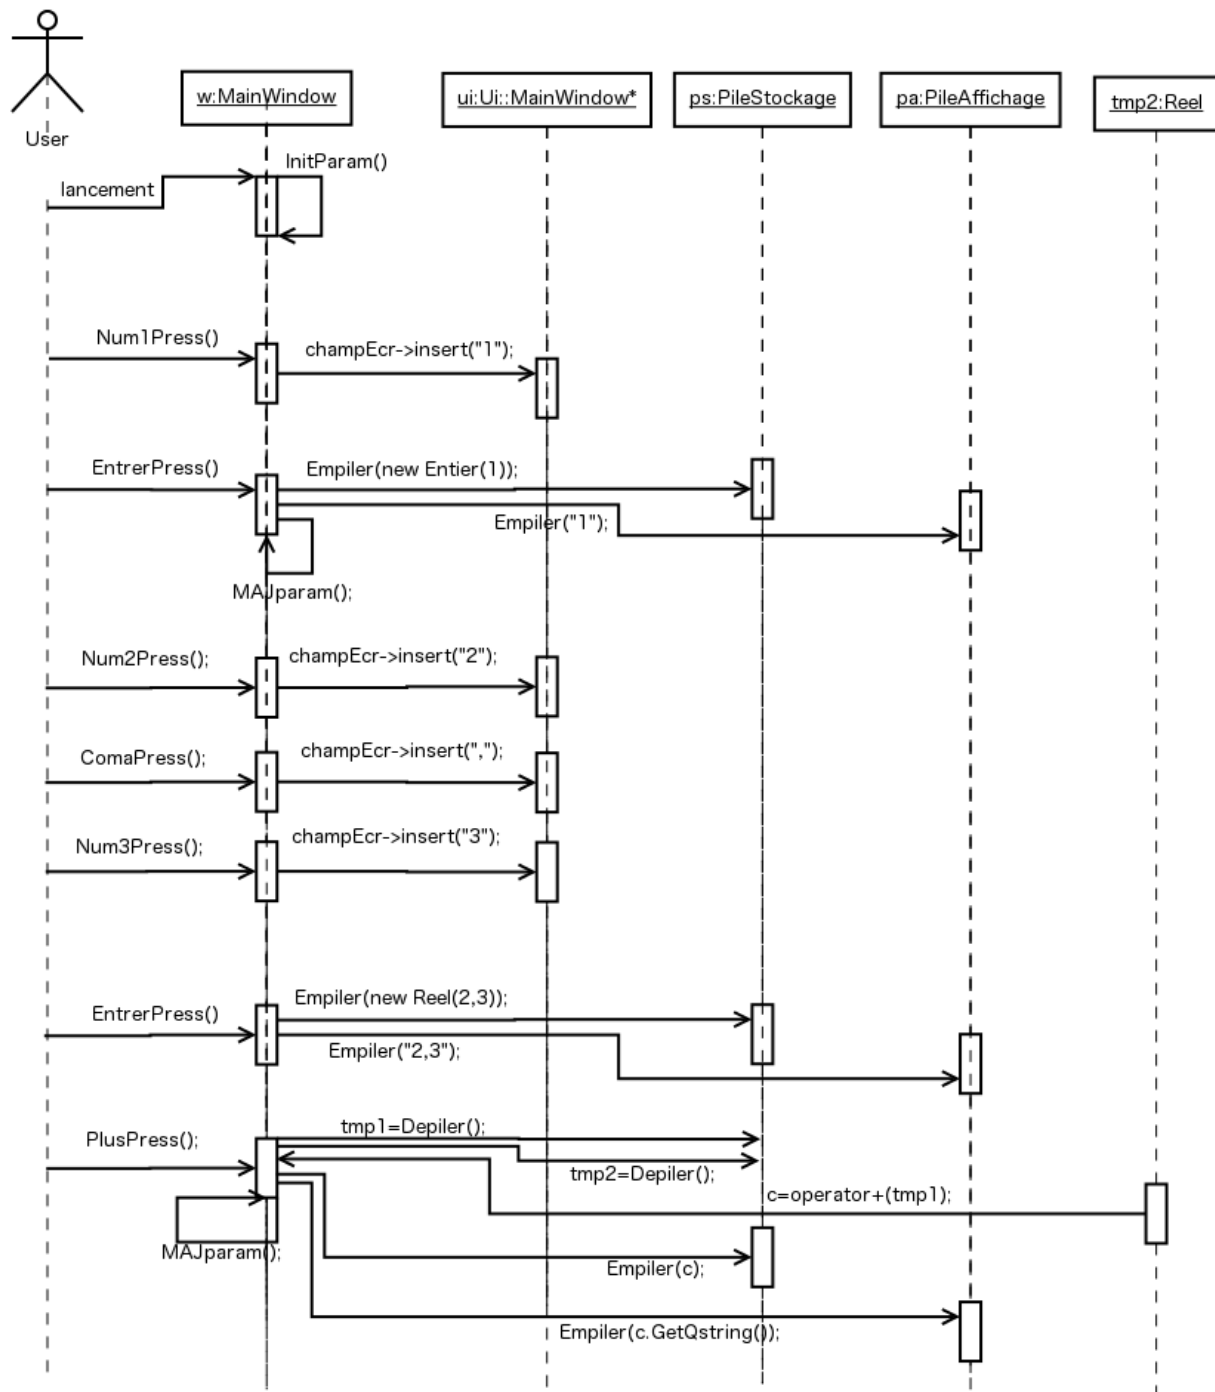 User
w:MainWindow
ui:Ui::MainWindow*
ps:PileStockage
pa:PileAffichage
tmp2:Reel
InitParam()
lancement
Num1Press()
champEcr->insert("1");
EntrerPress()
Empiler(new Entier(1));
Empiler("1");
MAJparam();
Num2Press();
champEcr->insert("2");
ComaPress();
champEcr->insert(",");
Num3Press();
champEcr->insert("3");
EntrerPress()
Empiler(new Reel(2,3));
Empiler("2,3");
PlusPress();
tmp1=Depiler();
tmp2=Depiler();
c=operator+(tmp1);
MAJparam();
Empiler(c);
Empiler(c.GetQstring());